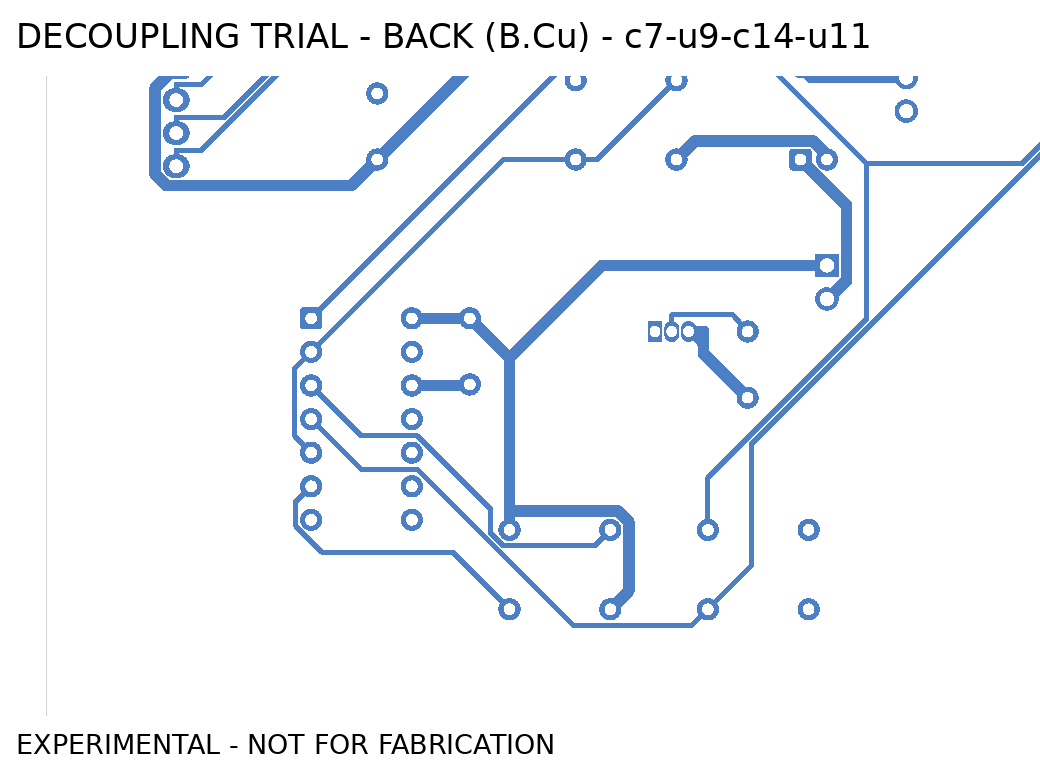 DECOUPLING TRIAL - BACK (B.Cu) - c7-u9-c14-u11
EXPERIMENTAL - NOT FOR FABRICATION